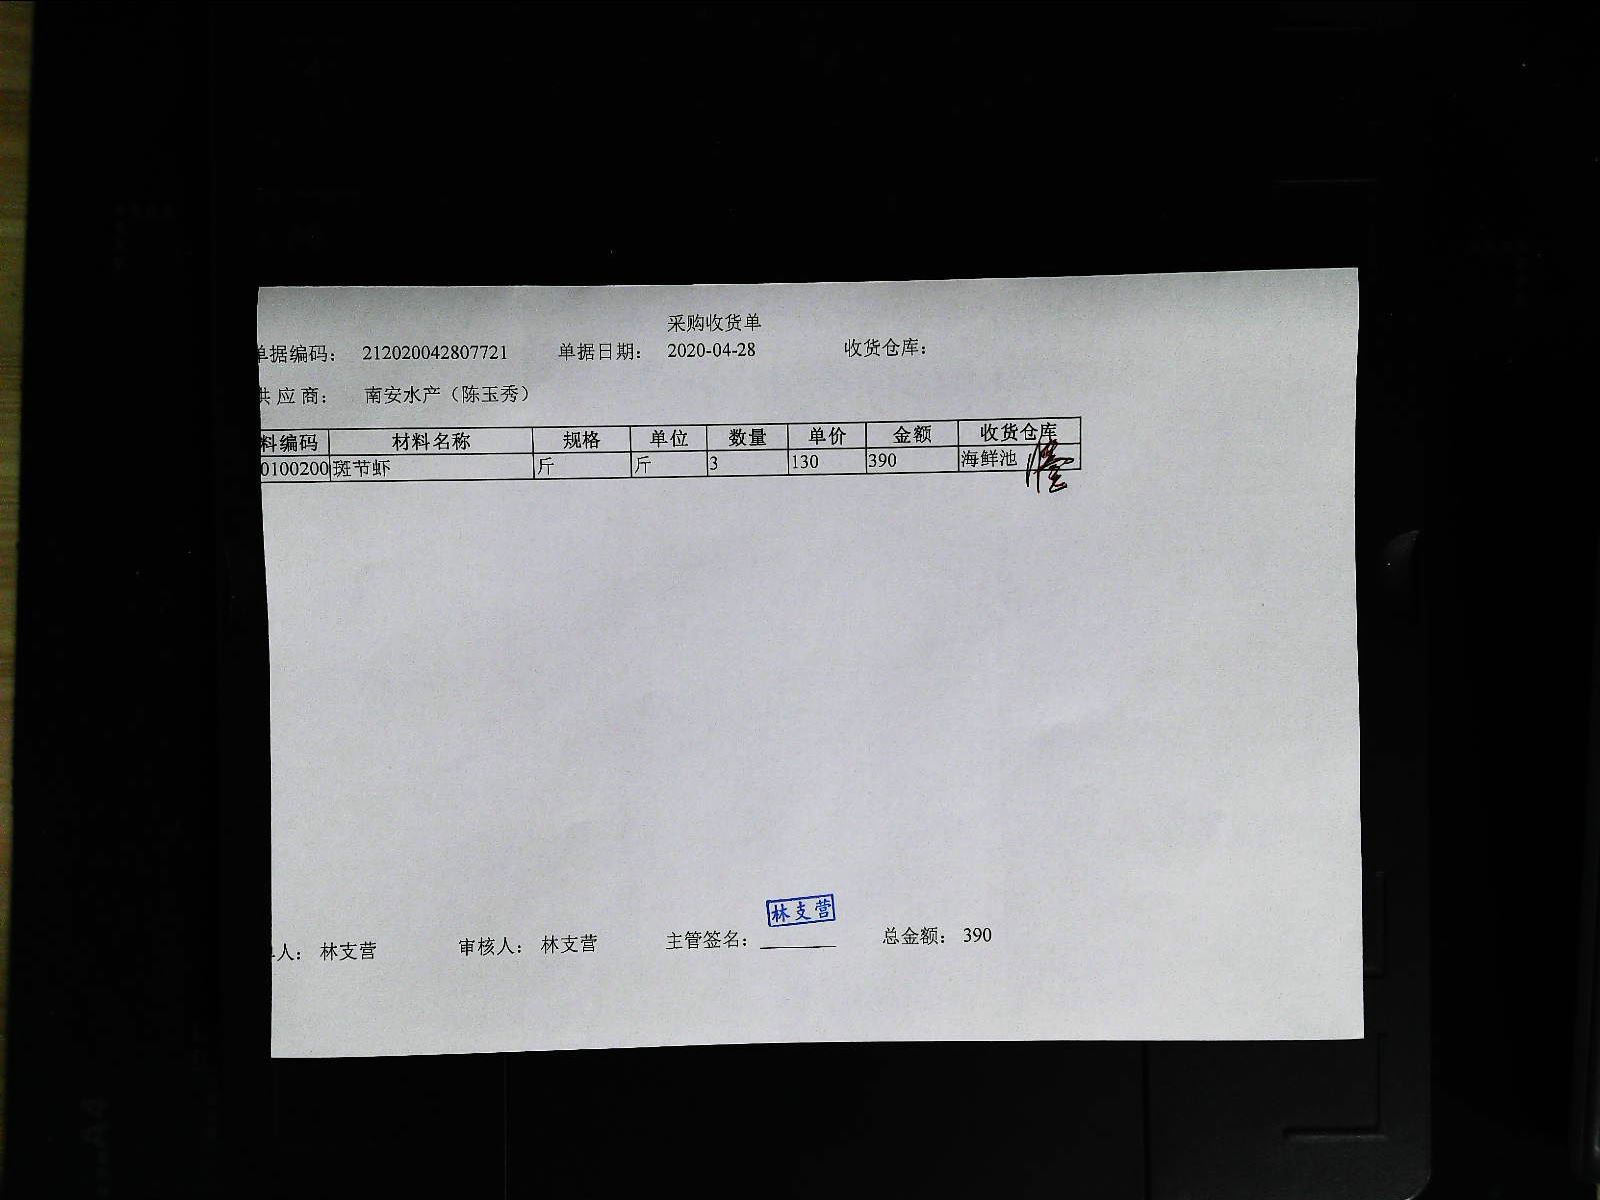 采购收货单
单据编码： 212020042807721 单据日期： 2020-04-28 收货仓库：
供 应 商： 南安水产（陈玉秀）
料编码 材料名称 规格 单位 数量 单价 金额 收货仓库
0100200 斑节虾 斤 斤 3 130 390 海鲜池
林支营
人： 林支营 审核人： 林支营 主管签名： 总金额： 390